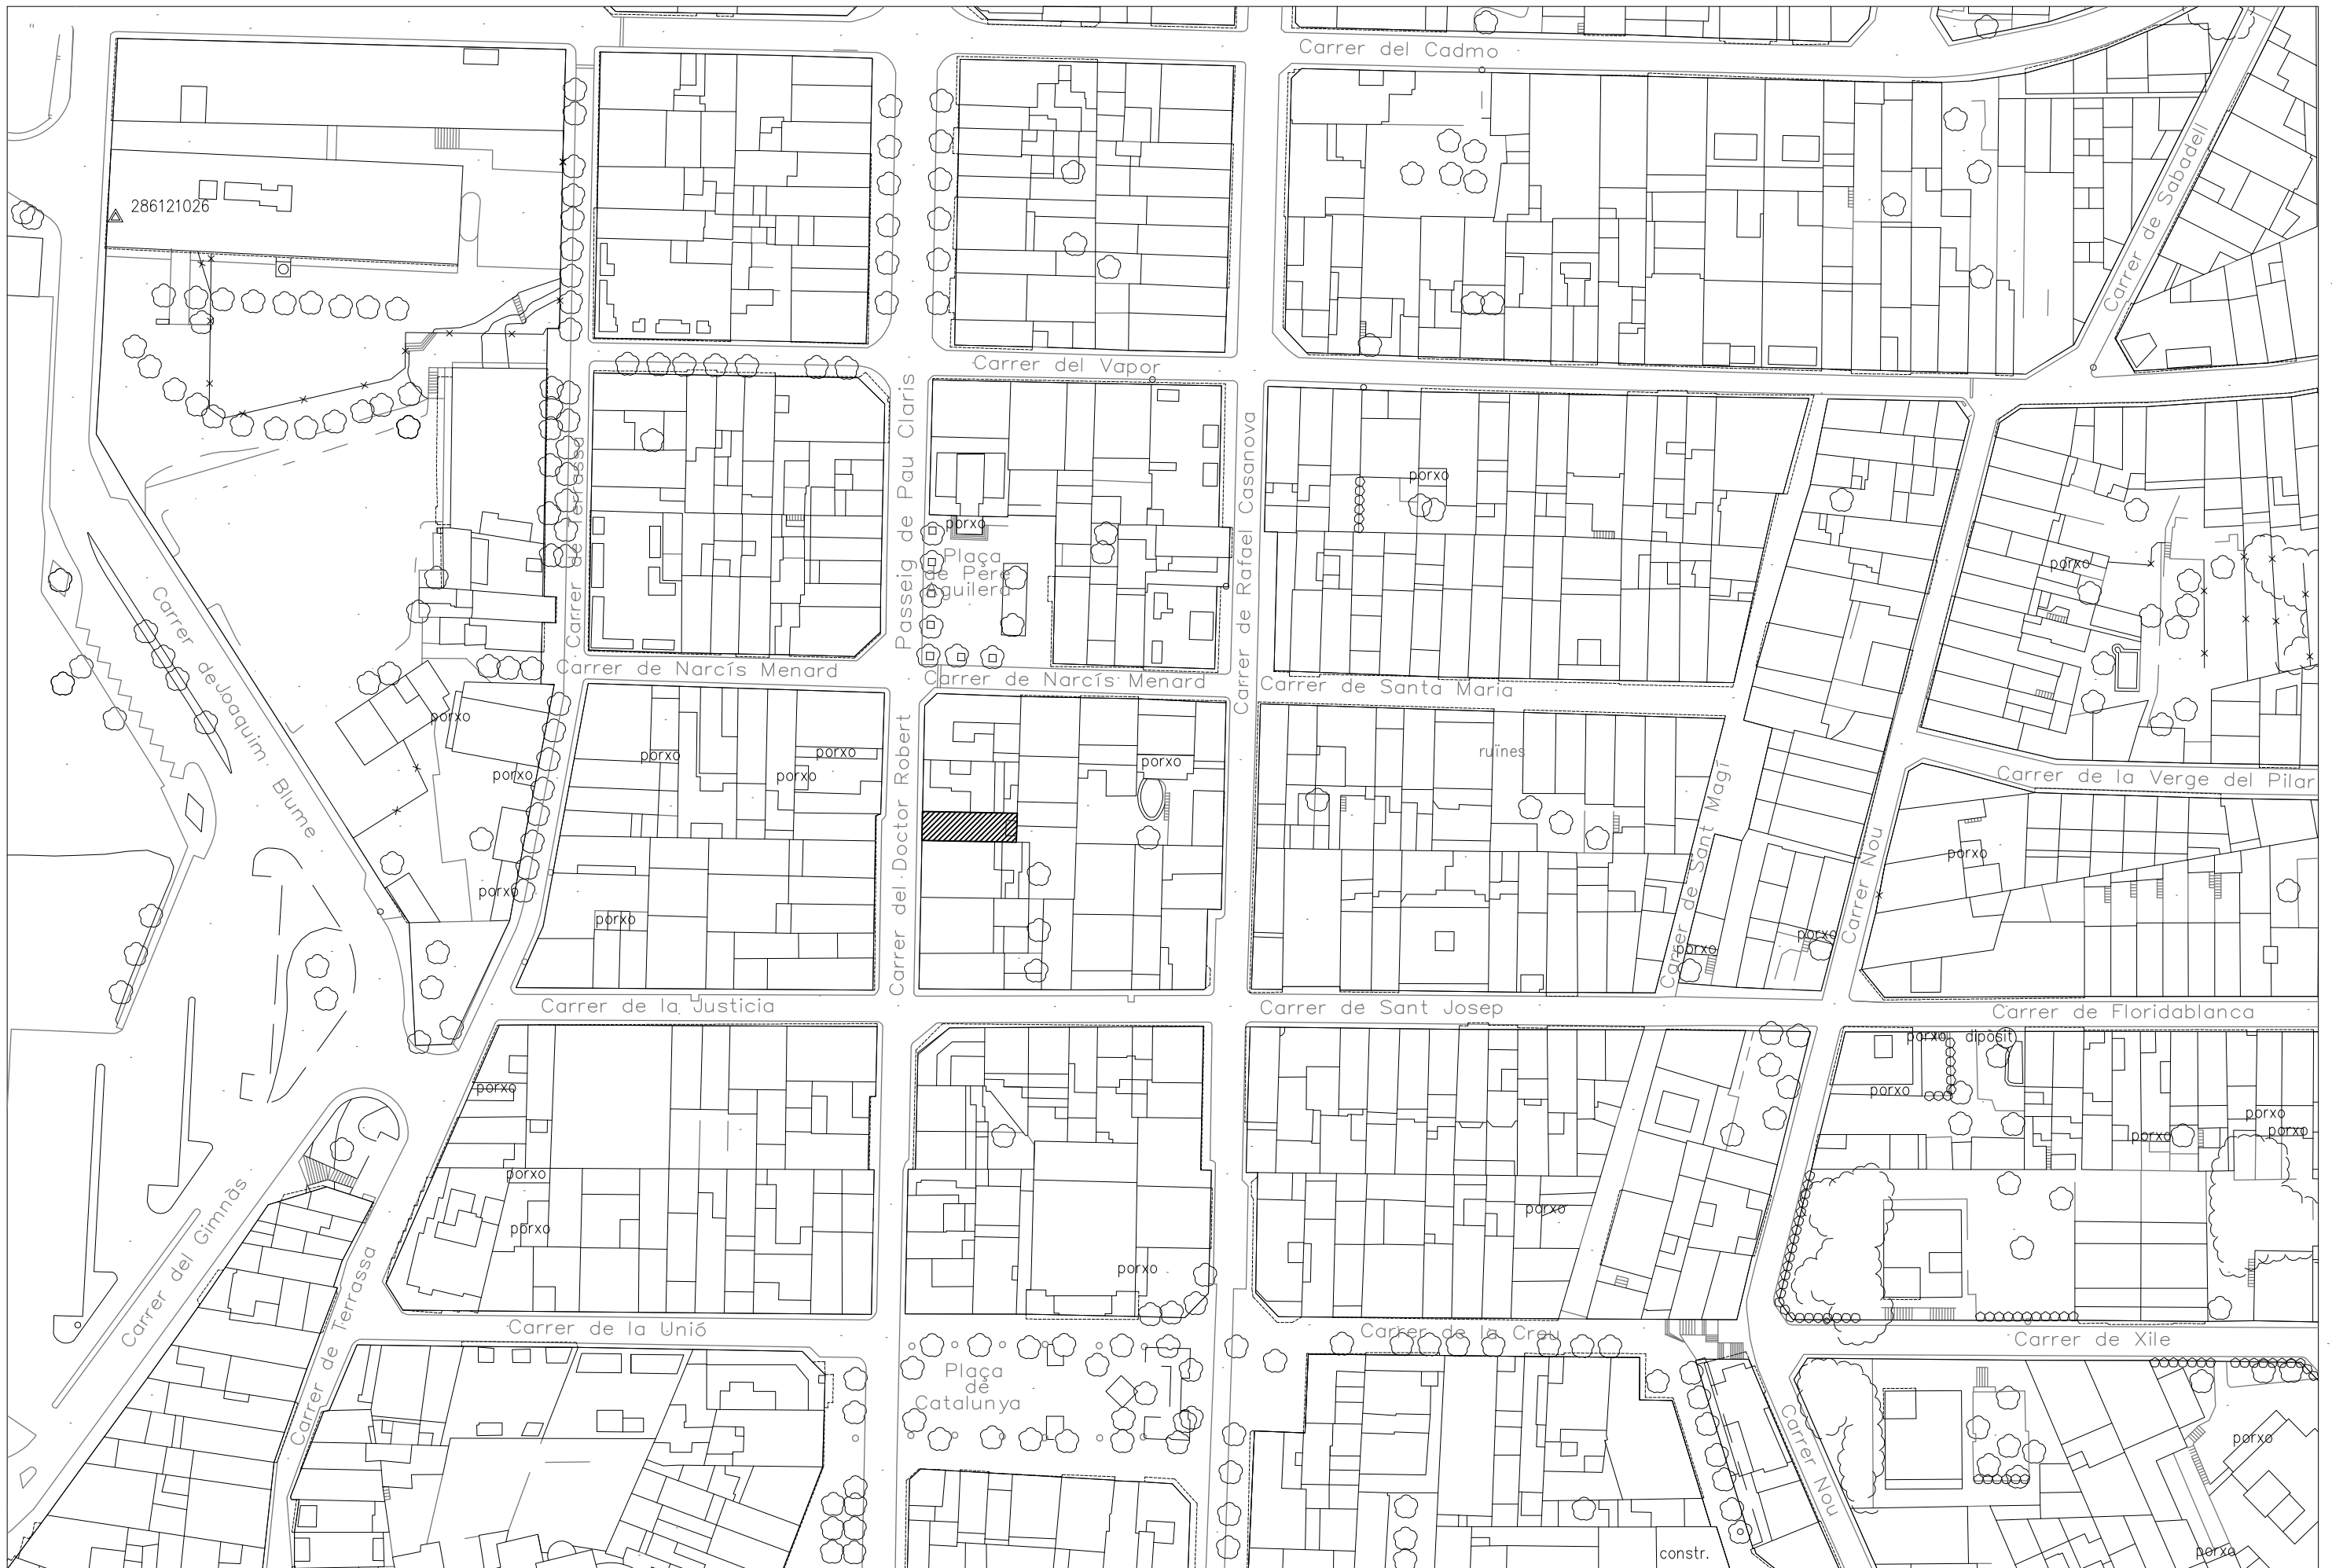 Carrer del Cadmo
Carrer de Sabadell
286121026
Carrer del Vapor
Passeig de Pau Claris
Carrer de Rafael Casanova
Carrer de Terrassa
porxo
porxo
Plaça
de Pere
Aguilera
porxo
Carrer de Joaquim Blume
Carrer de Narcís Menard
Carrer de Narcís Menard
Carrer de Santa Maria
porxo
porxo
porxo
porxo
porxo
porxo
ruïnes
Carrer de la Verge del Pilar
Carrer del Doctor Robert
Carrer de Sant Magí
Carrer Nou
porxo
porxo
porxo
porxo
porxo
Carrer de la Justicia
Carrer de Sant Josep
Carrer de Floridablanca
porxo
dipòsit
porxo
porxo
porxo
porxo
porxo
porxo
porxo
porxo
porxo
Carrer del Gimnàs
Carrer de Terrassa
Carrer de la Unió
Carrer de la Creu
Carrer de Xile
Plaça
de
Catalunya
Carrer Nou
porxo
constr.
porxo